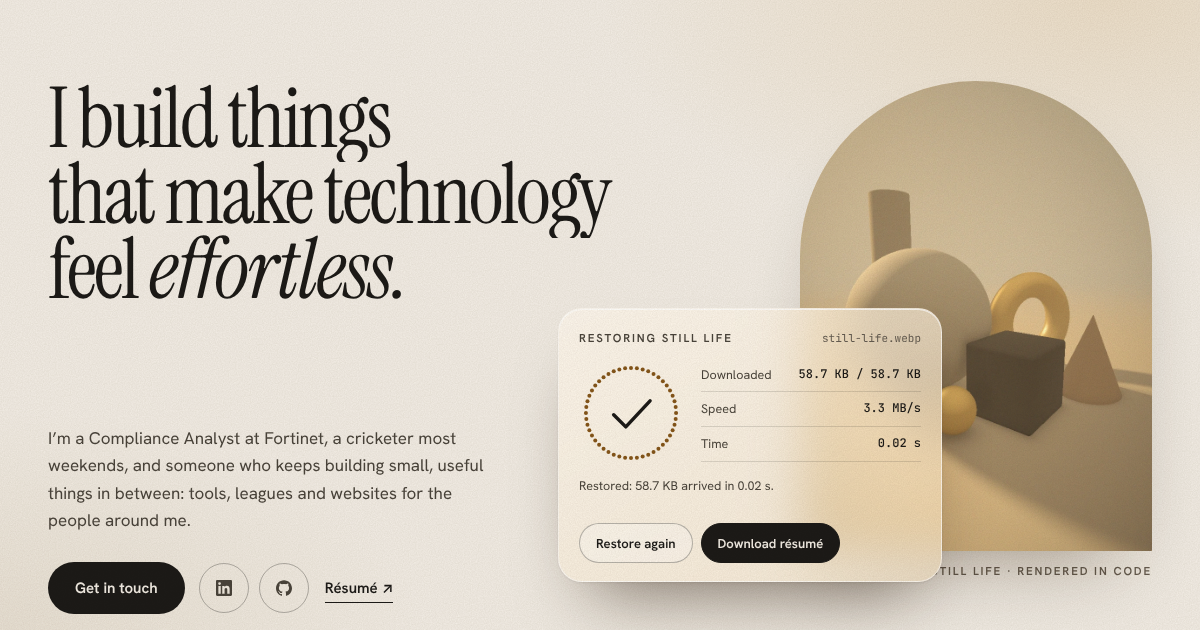 I build things
that make technology
feel effortless.
I'm a Compliance Analyst at Fortinet, a cricketer most
weekends, and someone who keeps building small, useful
things in between: tools, leagues and websites for the
people around me.
Get in touch
in
Résumé ↗
RESTORING STILL LIFE
still-life.webp
Downloaded 58.7 KB / 58.7 KB
Speed 3.3 MB/s
Time 0.02 s
Restored: 58.7 KB arrived in 0.02 s.
Restore again
Download résumé
TILL LIFE · RENDERED IN CODE